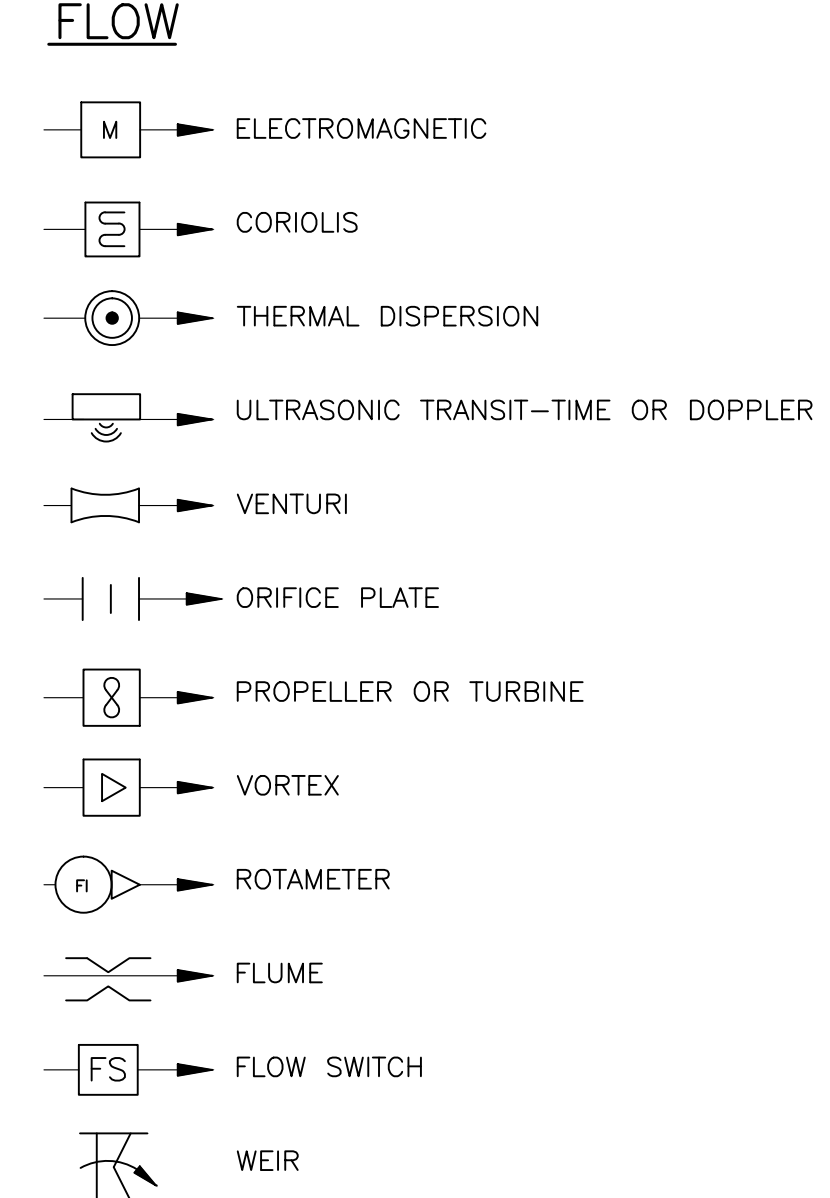 FLOW
M ELECTROMAGNETIC
CORIOLIS
THERMAL DISPERSION
ULTRASONIC TRANSIT-TIME OR DOPPLER
VENTURI
ORIFICE PLATE
PROPELLER OR TURBINE
VORTEX
FI ROTAMETER
FLUME
FS FLOW SWITCH
WEIR